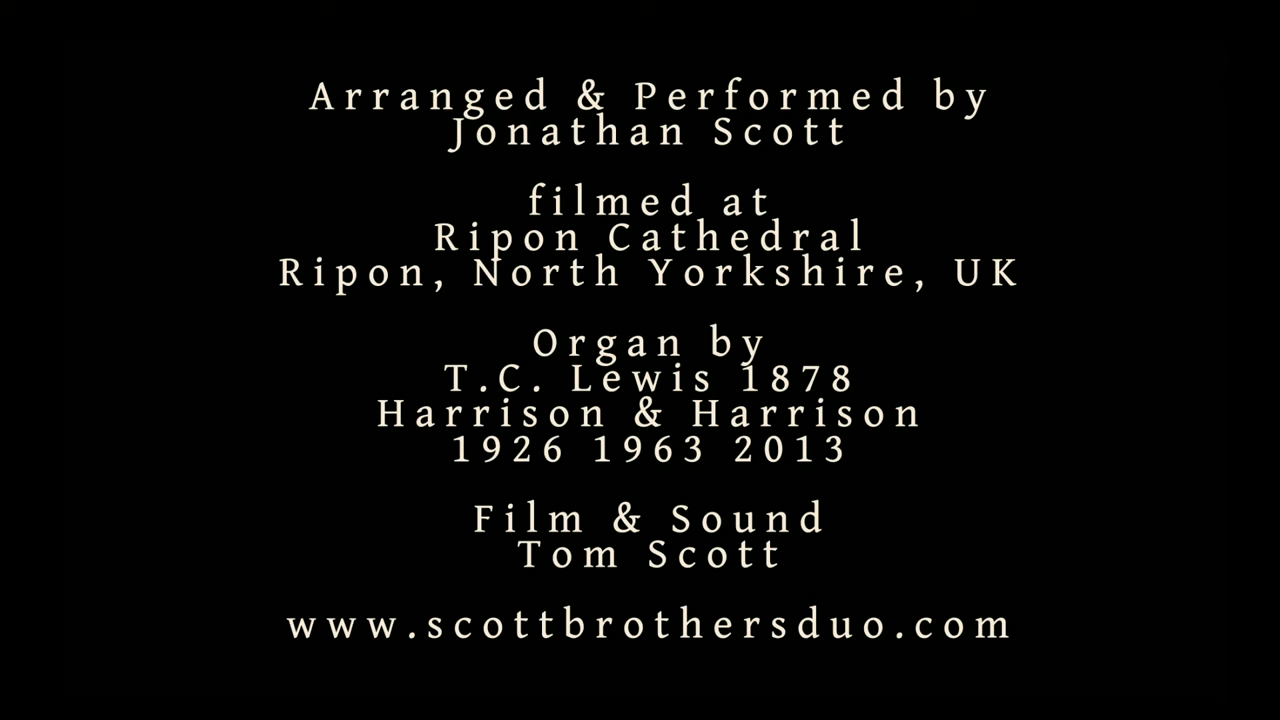 Arranged & Performed by
Jonathan Scott
filmed at
Ripon Cathedral
Ripon, North Yorkshire, UK
Organ by
T.C. Lewis 1878
Harrison & Harrison
1926 1963 2013
Film & Sound
Tom Scott
www.scottbrothersduo.com